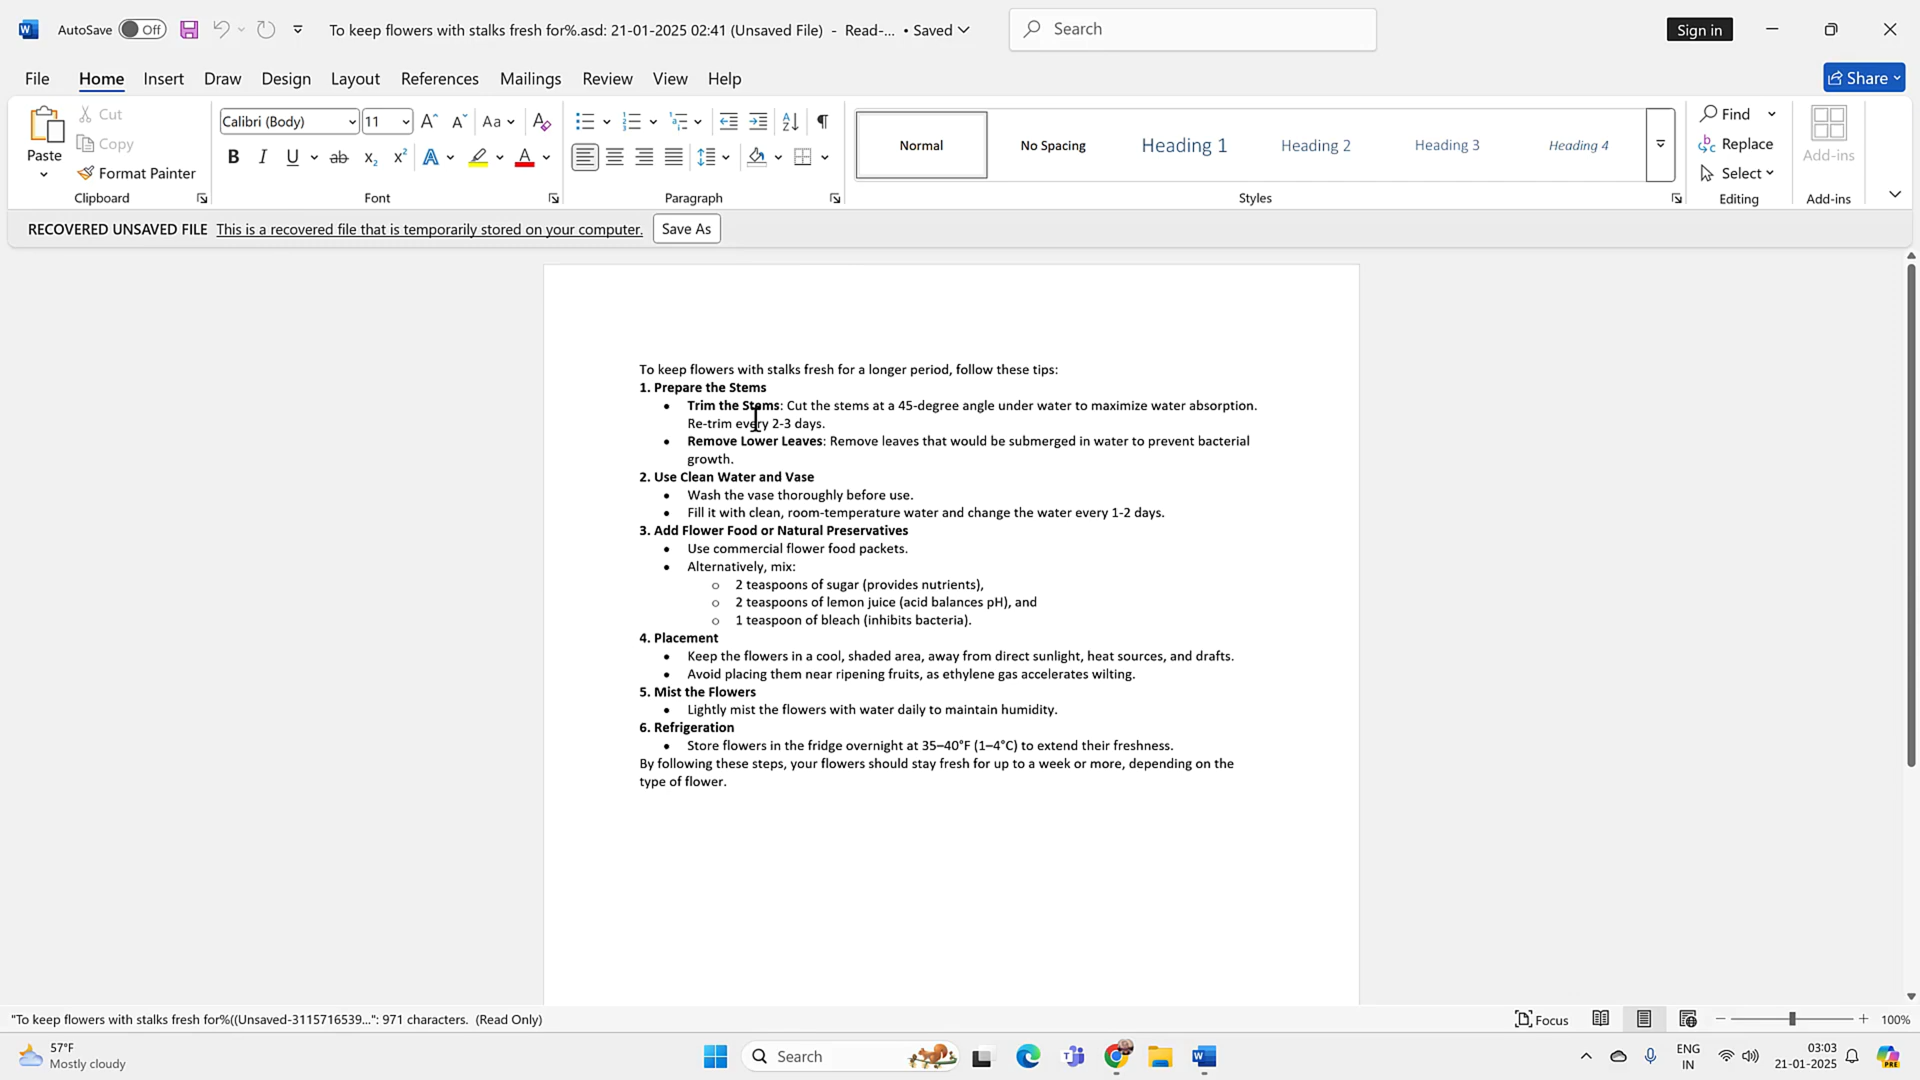 AutoSave Off To keep flowers with stalks fresh for%.asd: 21-01-2025 02:41 (Unsaved File) - Read-... • Saved Search Sign in
File Home Insert Draw Design Layout References Mailings Review View Help Share
Paste Cut Copy Format Painter
Calibri (Body) 11
Normal No Spacing Heading 1 Heading 2 Heading 3 Heading 4
Find Replace Select
Add-ins
Clipboard Font Paragraph Styles Editing Add-ins
RECOVERED UNSAVED FILE This is a recovered file that is temporarily stored on your computer. Save As
To keep flowers with stalks fresh for a longer period, follow these tips:
1. Prepare the Stems
• Trim the Stems: Cut the stems at a 45-degree angle under water to maximize water absorption.
Re-trim every 2-3 days.
• Remove Lower Leaves: Remove leaves that would be submerged in water to prevent bacterial
growth.
2. Use Clean Water and Vase
• Wash the vase thoroughly before use.
• Fill it with clean, room-temperature water and change the water every 1-2 days.
3. Add Flower Food or Natural Preservatives
• Use commercial flower food packets.
• Alternatively, mix:
o 2 teaspoons of sugar (provides nutrients),
o 2 teaspoons of lemon juice (acid balances pH), and
o 1 teaspoon of bleach (inhibits bacteria).
4. Placement
• Keep the flowers in a cool, shaded area, away from direct sunlight, heat sources, and drafts.
• Avoid placing them near ripening fruits, as ethylene gas accelerates wilting.
5. Mist the Flowers
• Lightly mist the flowers with water daily to maintain humidity.
6. Refrigeration
• Store flowers in the fridge overnight at 35–40°F (1–4°C) to extend their freshness.
By following these steps, your flowers should stay fresh for up to a week or more, depending on the
type of flower.
"To keep flowers with stalks fresh for%((Unsaved-3115716539...": 971 characters. (Read Only) Focus 100%
57°F
Mostly cloudy
Search
ENG
IN
03:03
21-01-2025